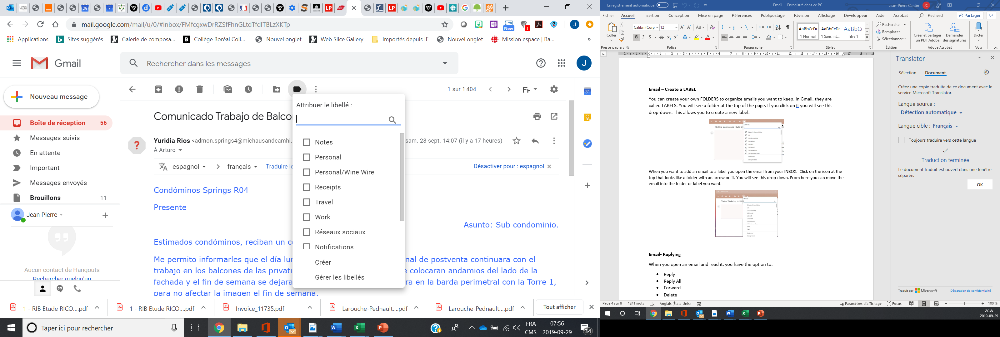 mail.google.com/mail/u/0/#inbox/FMfcgxwDrRZSfFhnGLtdTfdlTBLzXKTp
New
J
Applications
Sites suggérés
Galerie de composa...
Collège Boréal Coll...
Nouvel onglet
Web Slice Gallery
Importés depuis IE
Nouvel onglet
Mission espace | Ra...
»
Gmail
Rechercher dans les messages
J
Nouveau message
1 sur 1 404
Boîte de réception 56
Messages suivis
En attente
Important
Messages envoyés
Brouillons 11
Jean-Pierre
Aucun contact de Hangouts
Rechercher quelqu'un
Comunicado Trabajo de Balco
Yuridia Rios <admon.springs4@michausandcamhi.
sam. 28 sept. 14:07 (il y a 17 heures)
À Arturo
espagnol > français Traduire le
Désactiver pour : espagnol ×
Condóminos Springs R04
Presente
Asunto: Sub condominio.
Estimados condóminos, reciban un co
Me permito informarles que el día lun
nal de postventa continuara con el
trabajo en los balcones de las privati
e colocaran andamios del lado de la
fachada y el fin de semana se dejara
tra en la barda perimetral con la Torre 1,
para no afectar la imagen el fin de semana.
Attribuer le libellé :
Notes
Personal
Personal/Wine Wire
Receipts
Travel
Work
Réseaux sociaux
Notifications
Créer
Gérer les libellés
1 - RIB Etude RICO....pdf
1 - RIB Etude RICO....pdf
Invoice_11735.pdf
Larouche-Pednault....pdf
Larouche-Pednault....pdf
Tout afficher
Taper ici pour rechercher
FRA
CMS
07:56
2019-09-29
34
Enregistrement automatique
Email - Enregistré dans ce PC
Jean-Pierre Cantin JC
Fichier Accueil Insertion Conception Mise en page Références Publipostage Révision Affichage Développeur Aide Acrobat Recherch Partager
Coller
Calibri (Corp 12
G I S ab x₂ x²
AaBbCcDc AaBbCcDc AaBbCc
¶ Normal ¶ Sans int... Titre 1
Rechercher
Remplacer
Sélectionner
Créer et partager un PDF Adobe
Demander des signatures
Dicter
Presse-papiers Police Paragraphe Styles Édition Adobe Acrobat Voix
Email – Create a LABEL
You can create your own FOLDERS to organize emails you want to keep. In Gmail, they are
called LABELS. You will see a folder at the top of the page. If you click on it you will see this
drop-down. This allows you to create a new label.
RE: LLO Conference~Build Bri
When you want to add an email to a label you open the email from your INBOX.  Click on the icon at the
top that looks like a folder with an arrow on it. You will see this drop-down. From here you can move the
email into the folder or label you want.
Trainer Workshop
Email- Replying
When you open an email and read it, you have the option to:
• Reply
• Reply All
• Forward
• Delete
Translator
Sélection Document
Créez une copie traduite de ce document avec le
service Microsoft Translator.
Langue source :
Détection automatique
Langue cible : Français
Toujours traduire vers cette langue
Traduction terminée
Le document traduit est ouvert dans une fenêtre
séparée.
OK
Traduit par Microsoft
Déclaration de confidentialité
Page 4 sur 8 1241 mots Anglais (États-Unis)
Paramètres d'affichage Focus 100 %
07:56
2019-09-29